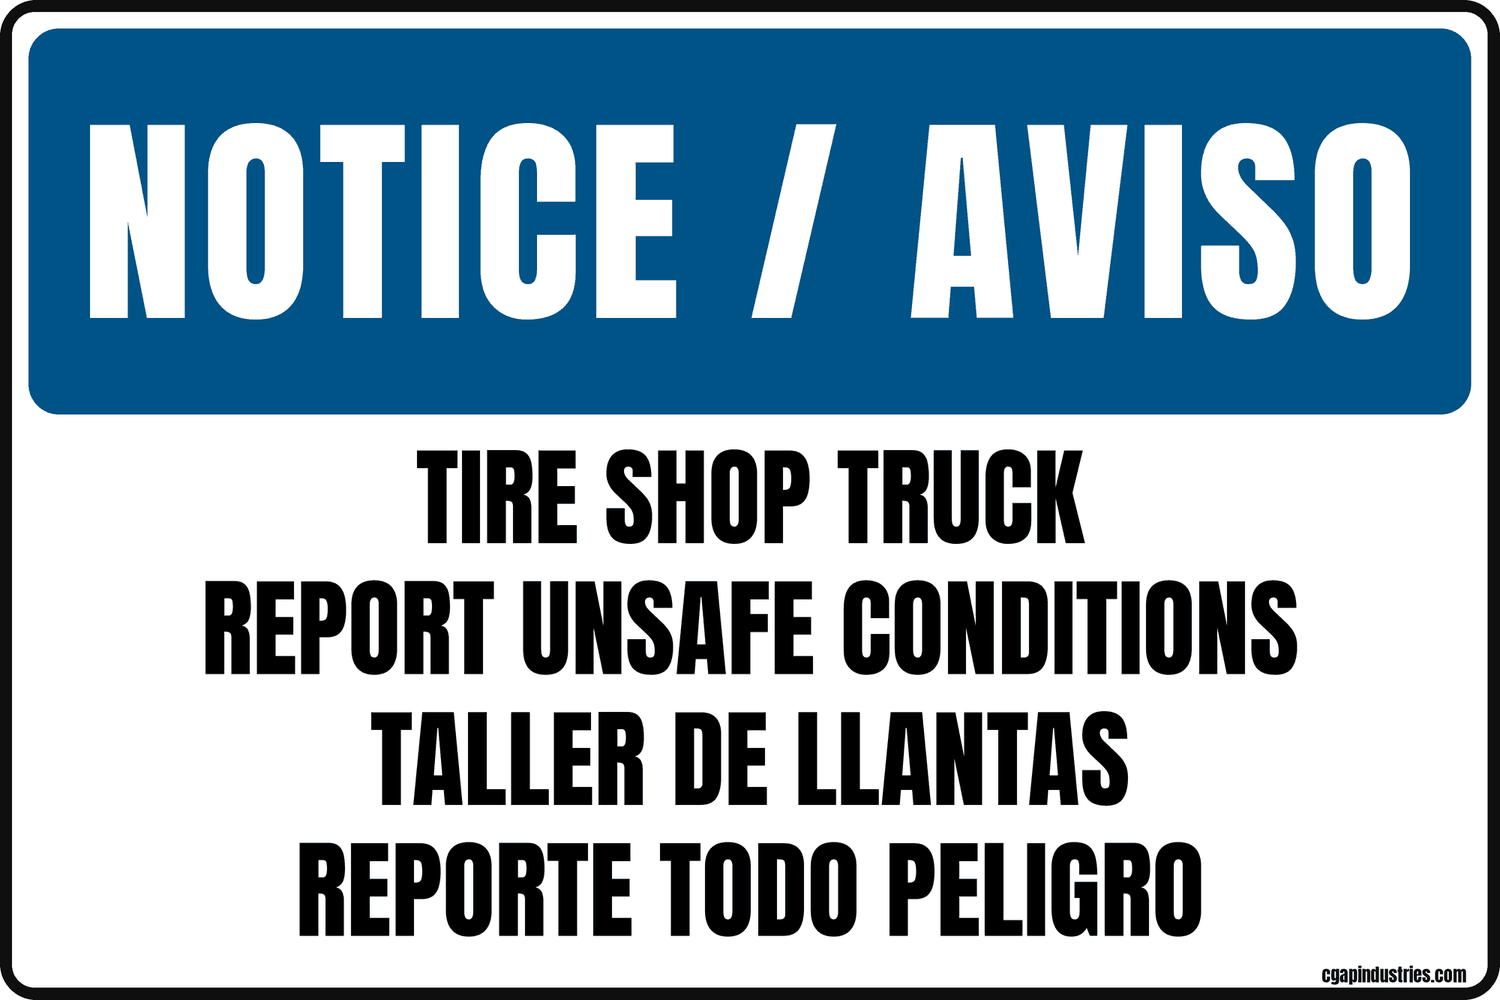 NOTICE / AVISO
TIRE SHOP TRUCK
REPORT UNSAFE CONDITIONS
TALLER DE LLANTAS
REPORTE TODO PELIGRO
cgapindustries.com